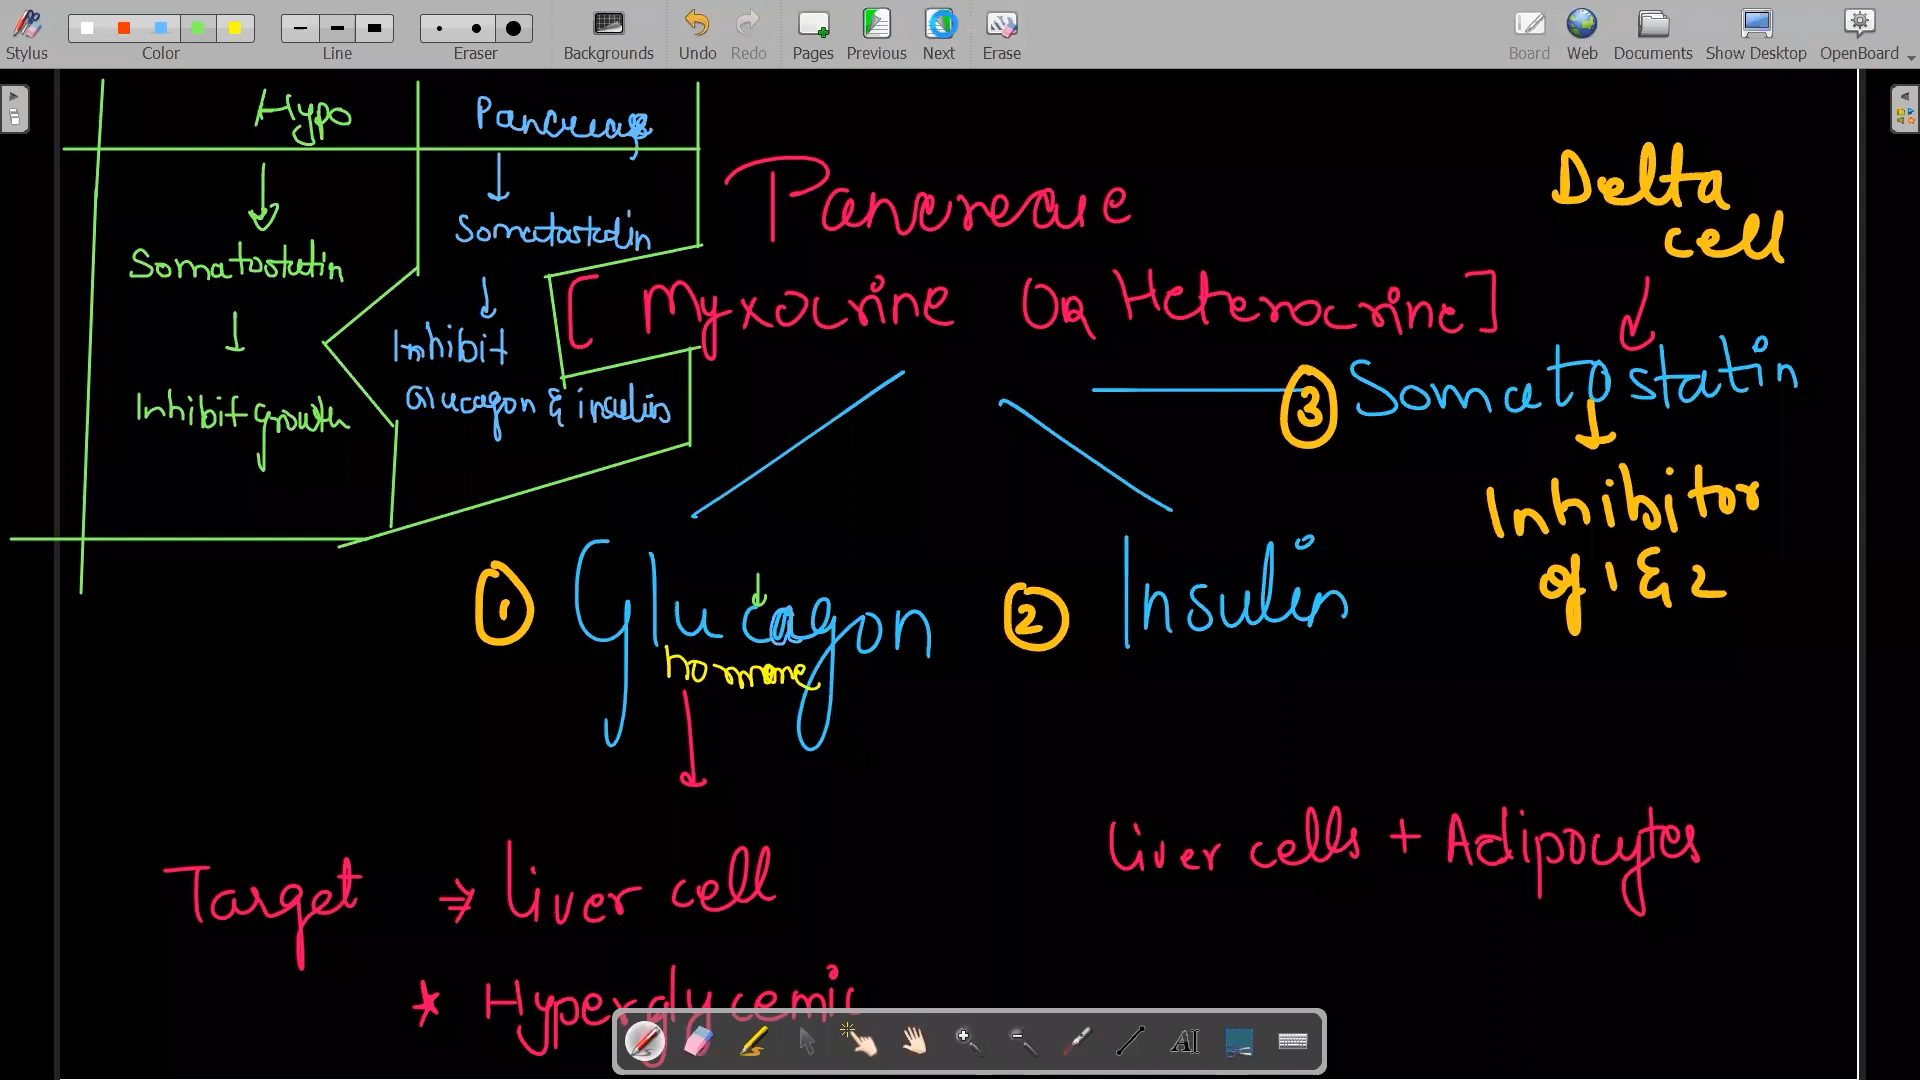 Stylus
Color
Line
Eraser
Backgrounds
Undo
Redo
Pages
Previous
Next
Erase
Board
Web
Documents
Show Desktop
OpenBoard
Hypo
Somatostatin
Inhibit growth
Pancreas
Somatostatin
Inhibit
Glucagon & insulin
Pancreae
[ Myxocrine OR Heterocrine ]
Delta
cell
3 Somatostatin
Inhibitor
of 1 & 2
1 Glucagon
hormone
2 Insulin
Target ⇒ liver cell
liver cells + Adipocytes
* Hyperglycemic
AI